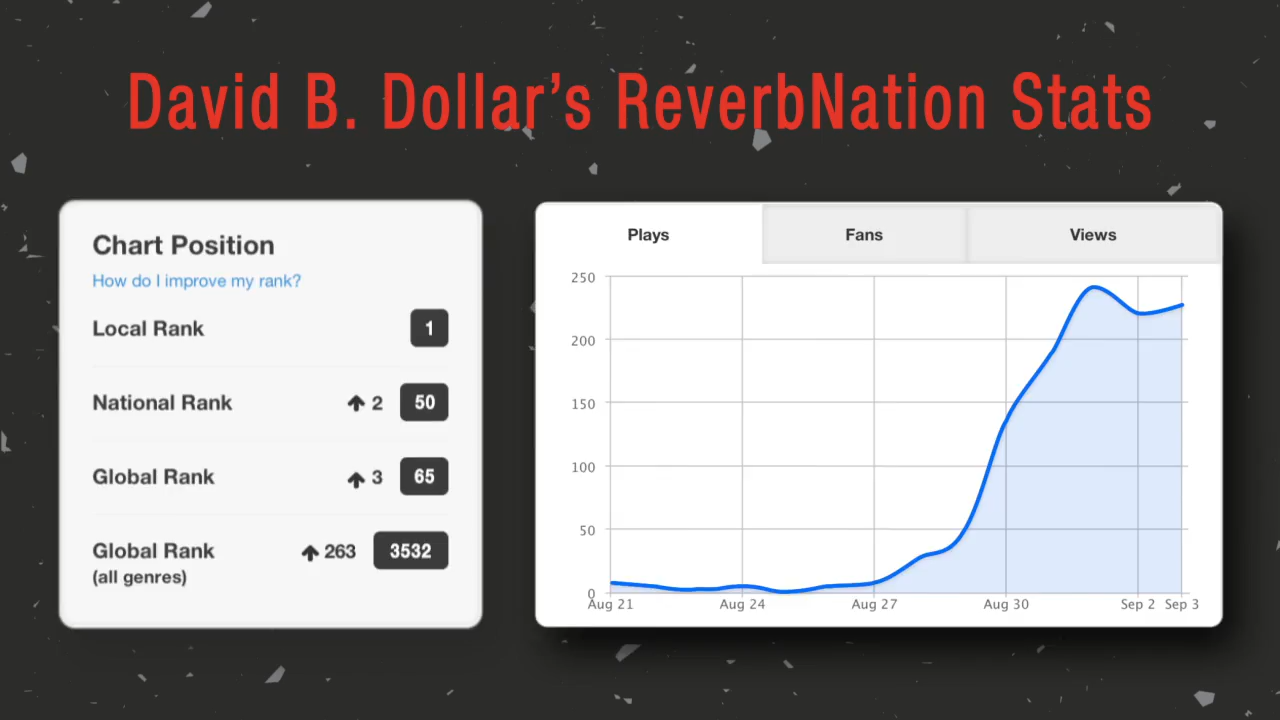 David B. Dollar’s ReverbNation Stats
Chart Position
How do I improve my rank?
Local Rank 1
National Rank 2 50
Global Rank 3 65
Global Rank 263 3532
(all genres)
Plays Fans Views
250
200
150
100
50
0
Aug 21 Aug 24 Aug 27 Aug 30 Sep 2 Sep 3